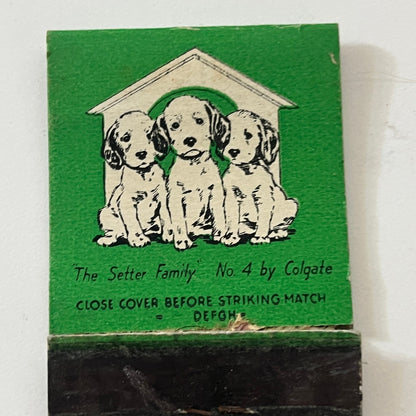 "The Setter Family" No. 4 by Colgate
CLOSE COVER BEFORE STRIKING MATCH
= DEFGH=